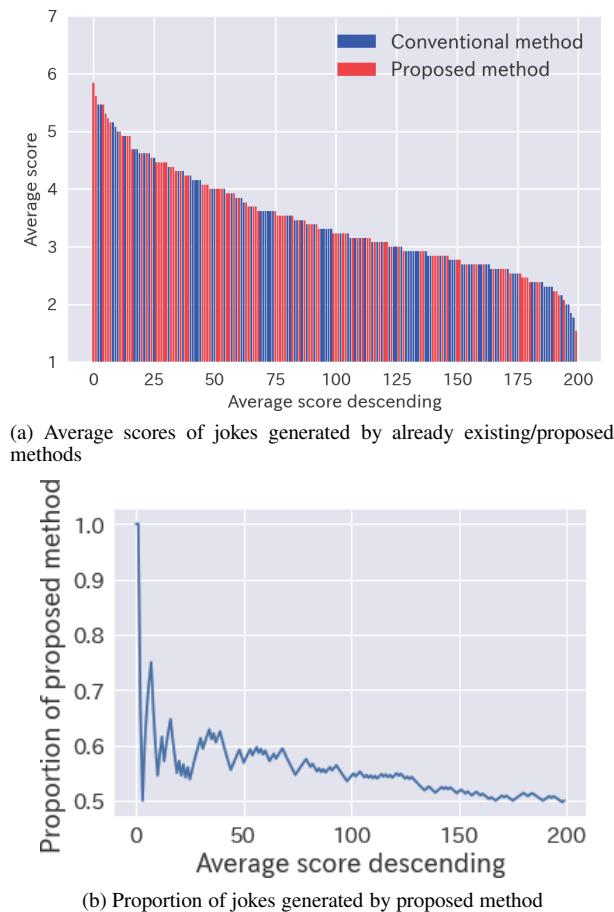 7
6
5
4
3
2
1
Average score
Conventional method
Proposed method
0 25 50 75 100 125 150 175 200
Average score descending
(a) Average scores of jokes generated by already existing/proposed
methods
1.0
0.9
0.8
0.7
0.6
0.5
Proportion of proposed method
0 50 100 150 200
Average score descending
(b) Proportion of jokes generated by proposed method